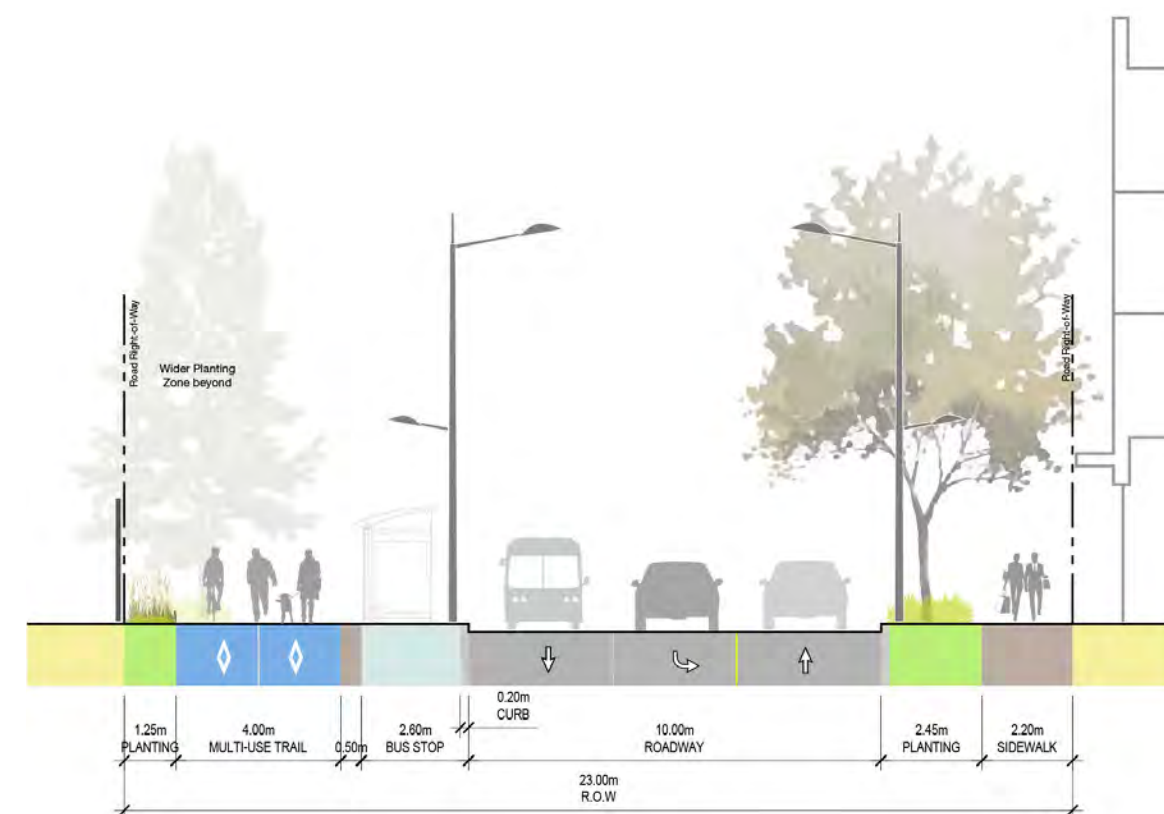 Road Right-of-Way
Wider Planting
Zone beyond
Road Right-of-Way
0.20m
CURB
1.25m
PLANTING
4.00m
MULTI-USE TRAIL
0.50m
2.60m
BUS STOP
10.00m
ROADWAY
2.45m
PLANTING
2.20m
SIDEWALK
23.00m
R.O.W